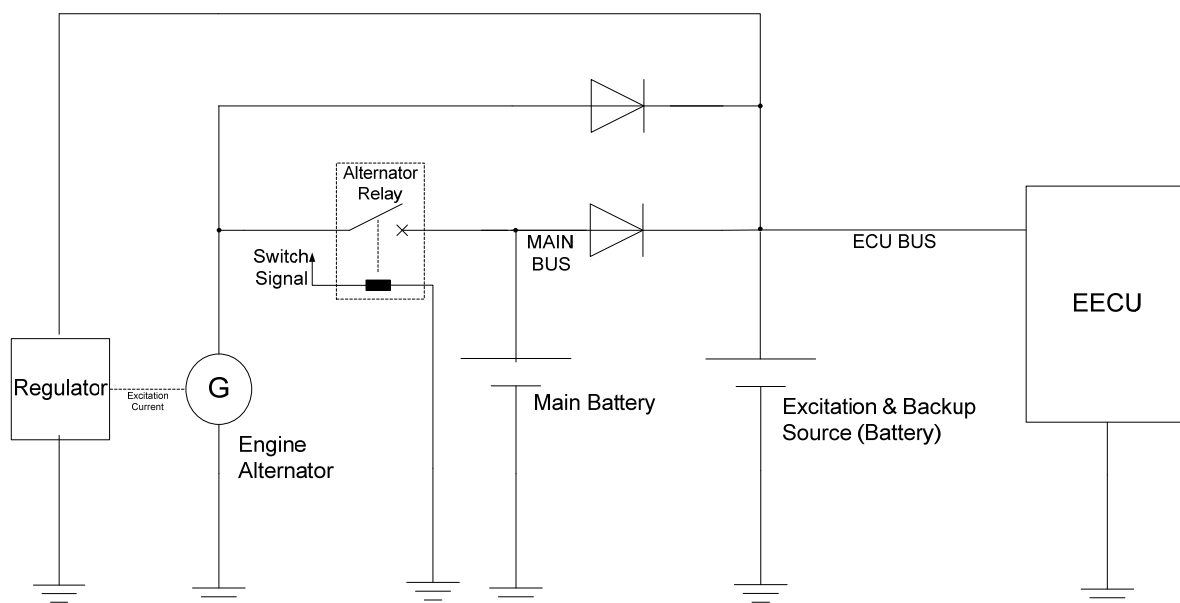 Alternator
Relay
Switch
Signal
MAIN
BUS
ECU BUS
EECU
Regulator
Excitation
Current
G
Engine
Alternator
Main Battery
Excitation & Backup
Source (Battery)